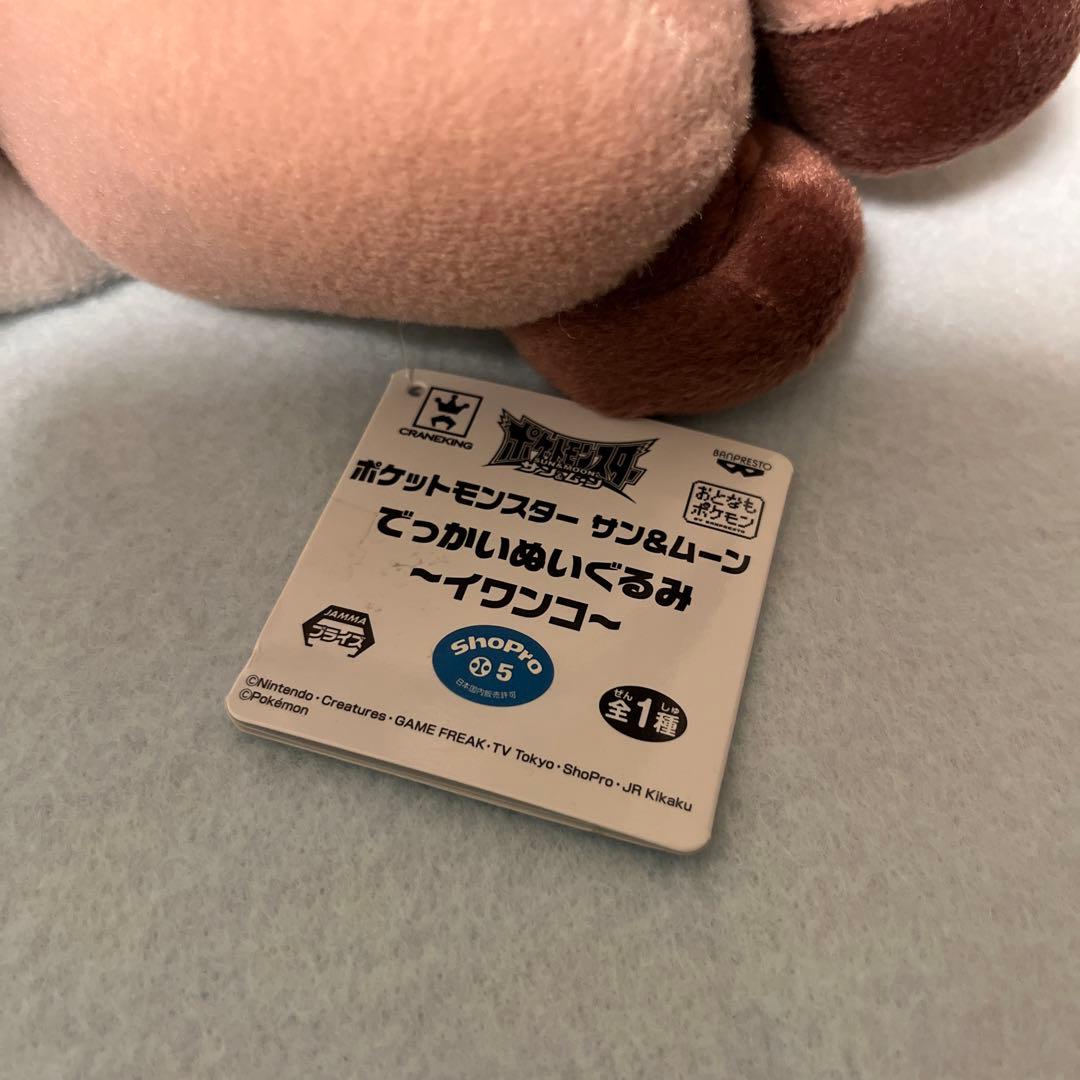 CRANEKING
ポケットモンスター
SUN&MOON
サン&ムーン
BANPRESTO
おとなも
ポケモン
BY BANPRESTO
ポケットモンスター サン&ムーン
でっかいぬいぐるみ
～イワンコ～
JAMMA
プライズ
ShoPro
5
日本国内販売許可
ぜん しゅ
全1種
©Nintendo・Creatures・GAME FREAK・TV Tokyo・ShoPro・JR Kikaku
©Pokémon